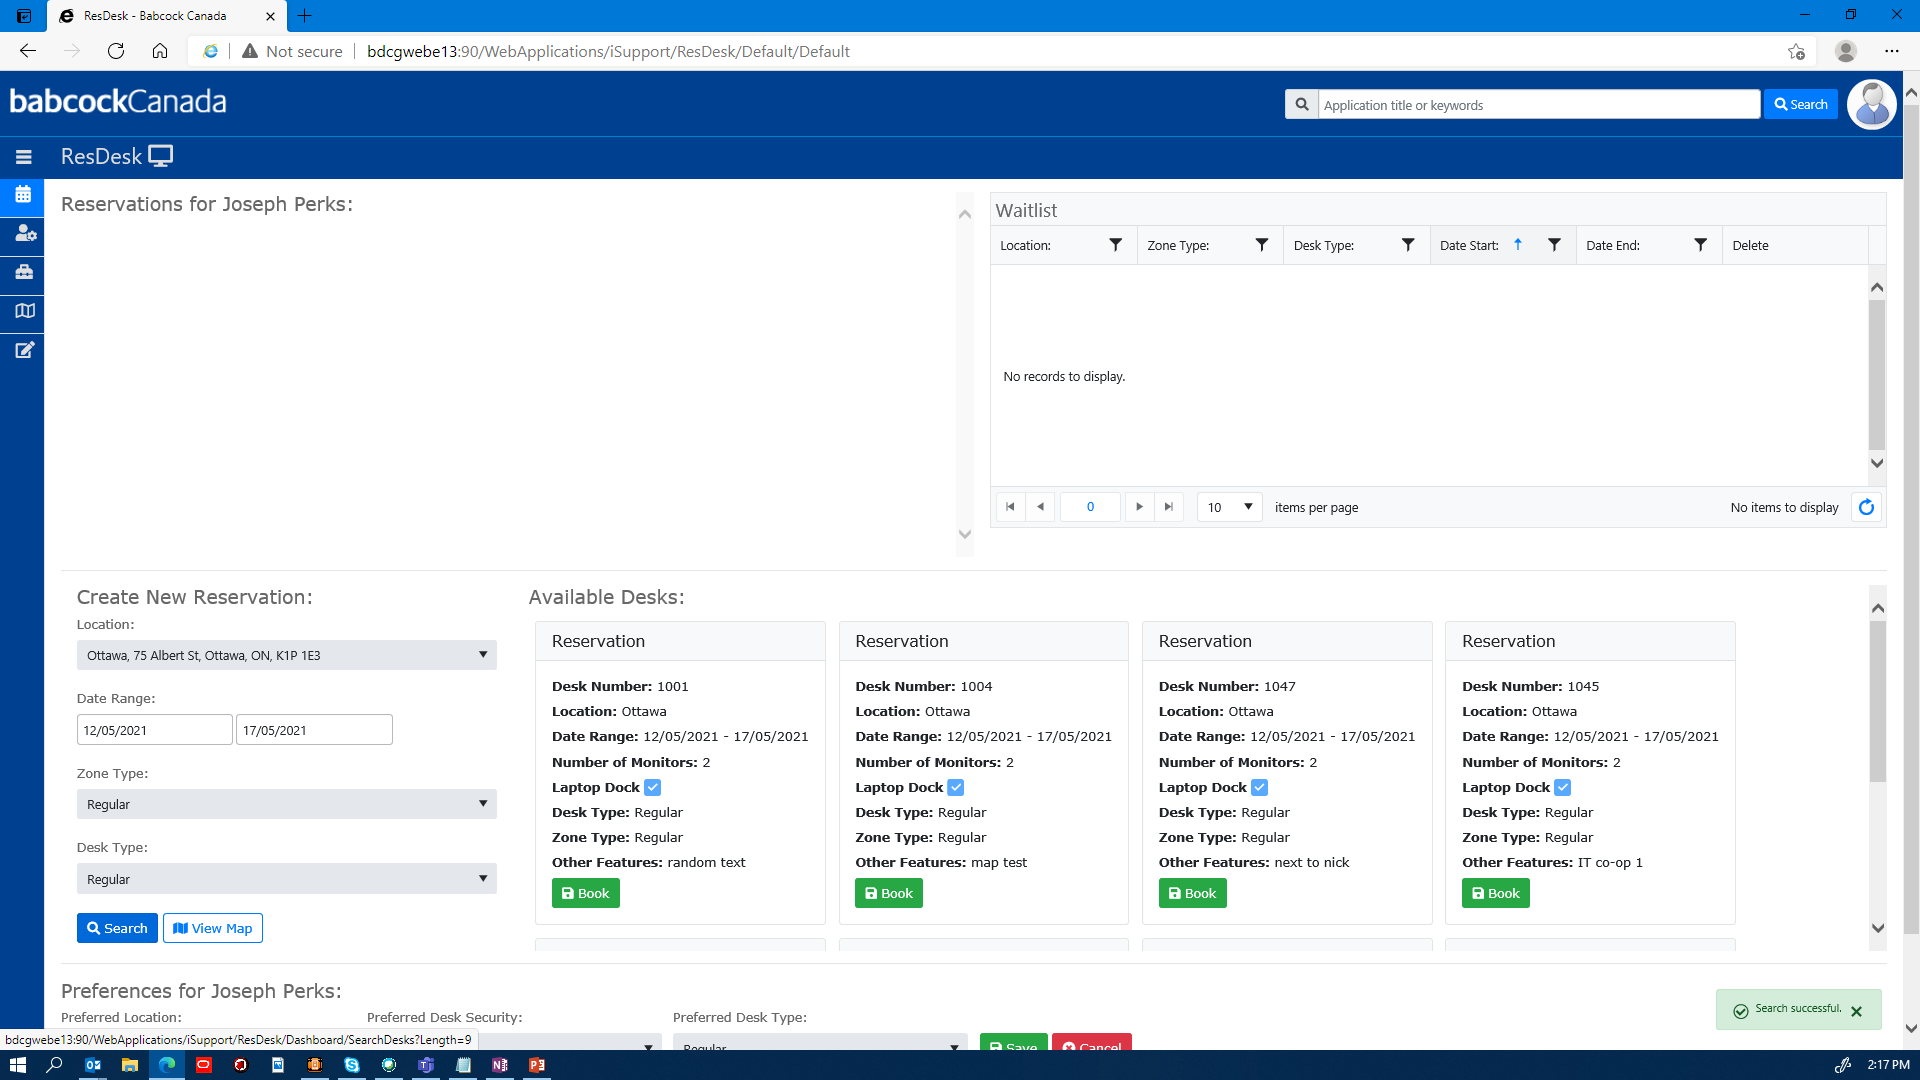 ResDesk - Babcock Canada
Not secure
bdcgwebe13:90/WebApplications/iSupport/ResDesk/Default/Default
babcockCanada
Application title or keywords
Search
ResDesk
Reservations for Joseph Perks:
Waitlist
Location: Zone Type: Desk Type: Date Start: Date End: Delete
No records to display.
0
10 items per page
No items to display
Create New Reservation:
Location:
Ottawa, 75 Albert St, Ottawa, ON, K1P 1E3
Date Range:
12/05/2021 17/05/2021
Zone Type:
Regular
Desk Type:
Regular
Search View Map
Available Desks:
Reservation
Desk Number: 1001
Location: Ottawa
Date Range: 12/05/2021 - 17/05/2021
Number of Monitors: 2
Laptop Dock
Desk Type: Regular
Zone Type: Regular
Other Features: random text
Book
Reservation
Desk Number: 1004
Location: Ottawa
Date Range: 12/05/2021 - 17/05/2021
Number of Monitors: 2
Laptop Dock
Desk Type: Regular
Zone Type: Regular
Other Features: map test
Book
Reservation
Desk Number: 1047
Location: Ottawa
Date Range: 12/05/2021 - 17/05/2021
Number of Monitors: 2
Laptop Dock
Desk Type: Regular
Zone Type: Regular
Other Features: next to nick
Book
Reservation
Desk Number: 1045
Location: Ottawa
Date Range: 12/05/2021 - 17/05/2021
Number of Monitors: 2
Laptop Dock
Desk Type: Regular
Zone Type: Regular
Other Features: IT co-op 1
Book
Preferences for Joseph Perks:
Preferred Location: Preferred Desk Security: Preferred Desk Type:
Regular
Save Cancel
Search successful.
bdcgwebe13:90/WebApplications/iSupport/ResDesk/Dashboard/SearchDesks?Length=9
2:17 PM